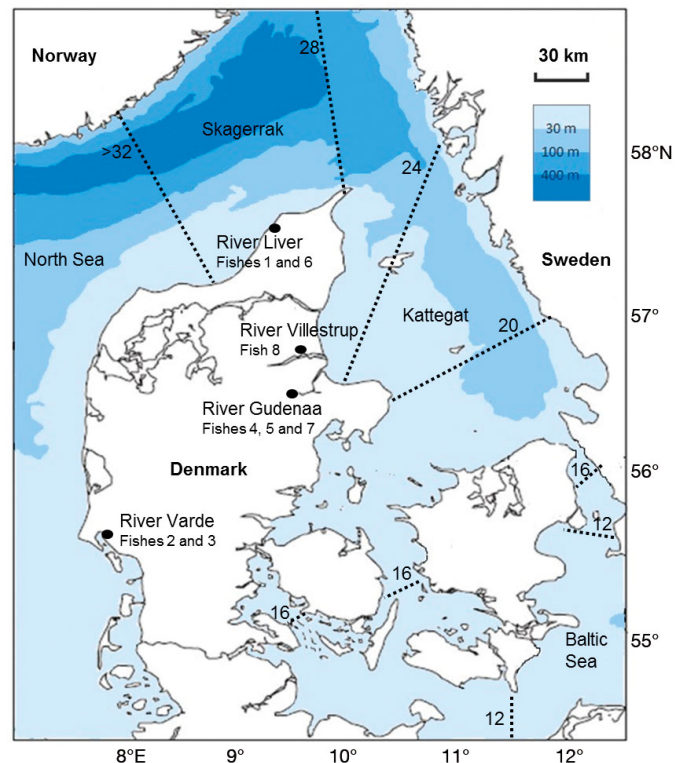 Norway
28
30 km
Skagerrak
30 m
100 m
400 m
>32
24
58°N
River Liver
Fishes 1 and 6
North Sea
Sweden
Kattegat
57°
20
River Villestrup
Fish 8
River Gudenaa
Fishes 4, 5 and 7
Denmark
56°
16
River Varde
Fishes 2 and 3
12
16
16
Baltic
Sea
55°
12
8°E
9°
10°
11°
12°